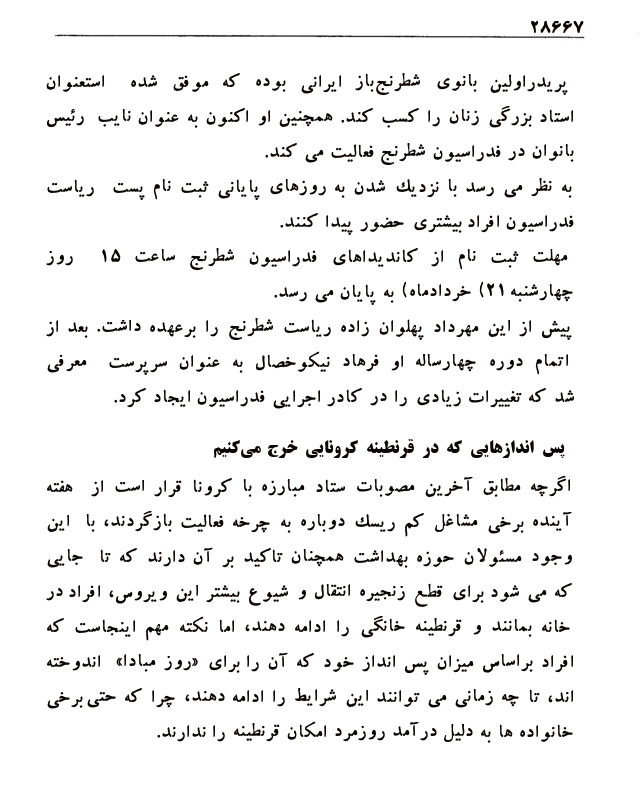 ۲۸۶۶۷
پریدراولین بانوی شطرنج‌باز ایرانی بوده که موفق شده استعنوان
استاد بزرگی زنان را کسب کند. همچنین او اکنون به عنوان نایب رئیس
بانوان در فدراسیون شطرنج فعالیت می کند.
به نظر می رسد با نزدیك شدن به روزهای پایانی ثبت نام پست ریاست
فدراسیون افراد بیشتری حضور پیدا کنند.
مهلت ثبت نام از کاندیداهای فدراسیون شطرنج ساعت ۱۵ روز
چهارشنبه ۲۱) خردادماه) به پایان می رسد.
پیش از این مهرداد پهلوان زاده ریاست شطرنج را برعهده داشت. بعد از
اتمام دوره چهارساله او فرهاد نیکوخصال به عنوان سرپرست معرفی
شد که تغییرات زیادی را در کادر اجرایی فدراسیون ایجاد کرد.
پس اندازهایی که در قرنطینه کرونایی خرج می‌کنیم
اگرچه مطابق آخرین مصوبات ستاد مبارزه با کرونا قرار است از هفته
آینده برخی مشاغل کم ریسك دوباره به چرخه فعالیت بازگردند، با این
وجود مسئولان حوزه بهداشت همچنان تاکید بر آن دارند که تا جایی
که می شود برای قطع زنجیره انتقال و شیوع بیشتر این ویروس، افراد در
خانه بمانند و قرنطینه خانگی را ادامه دهند، اما نکته مهم اینجاست که
افراد براساس میزان پس انداز خود که آن را برای «روز مبادا» اندوخته
اند، تا چه زمانی می توانند این شرایط را ادامه دهند، چرا که حتی برخی
خانواده ها به دلیل درآمد روزمرد امکان قرنطینه را ندارند.